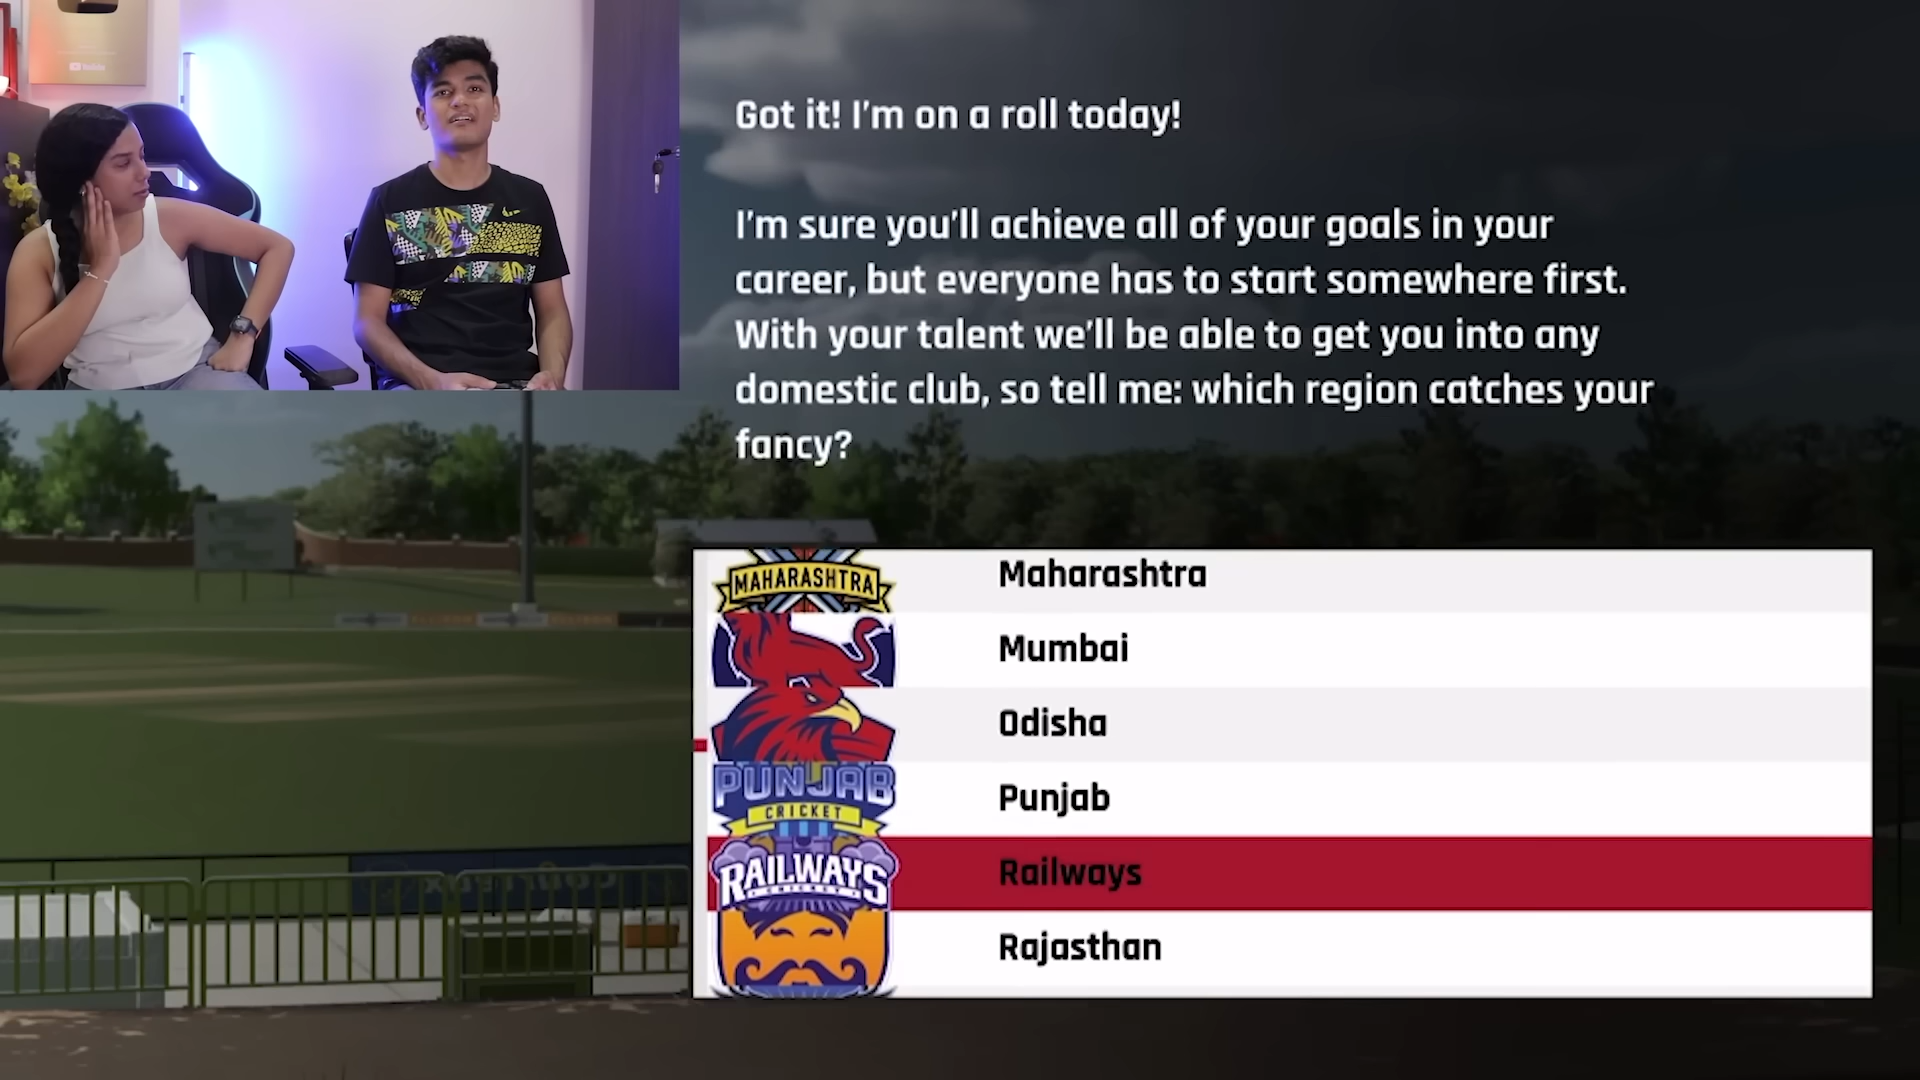 YouTube
Got it! I'm on a roll today!
I'm sure you'll achieve all of your goals in your
career, but everyone has to start somewhere first.
With your talent we'll be able to get you into any
domestic club, so tell me: which region catches your
fancy?
MAHARASHTRA
Maharashtra
Mumbai
Odisha
PUNJAB
CRICKET
Punjab
RAILWAYS
CRICKET
Railways
Rajasthan